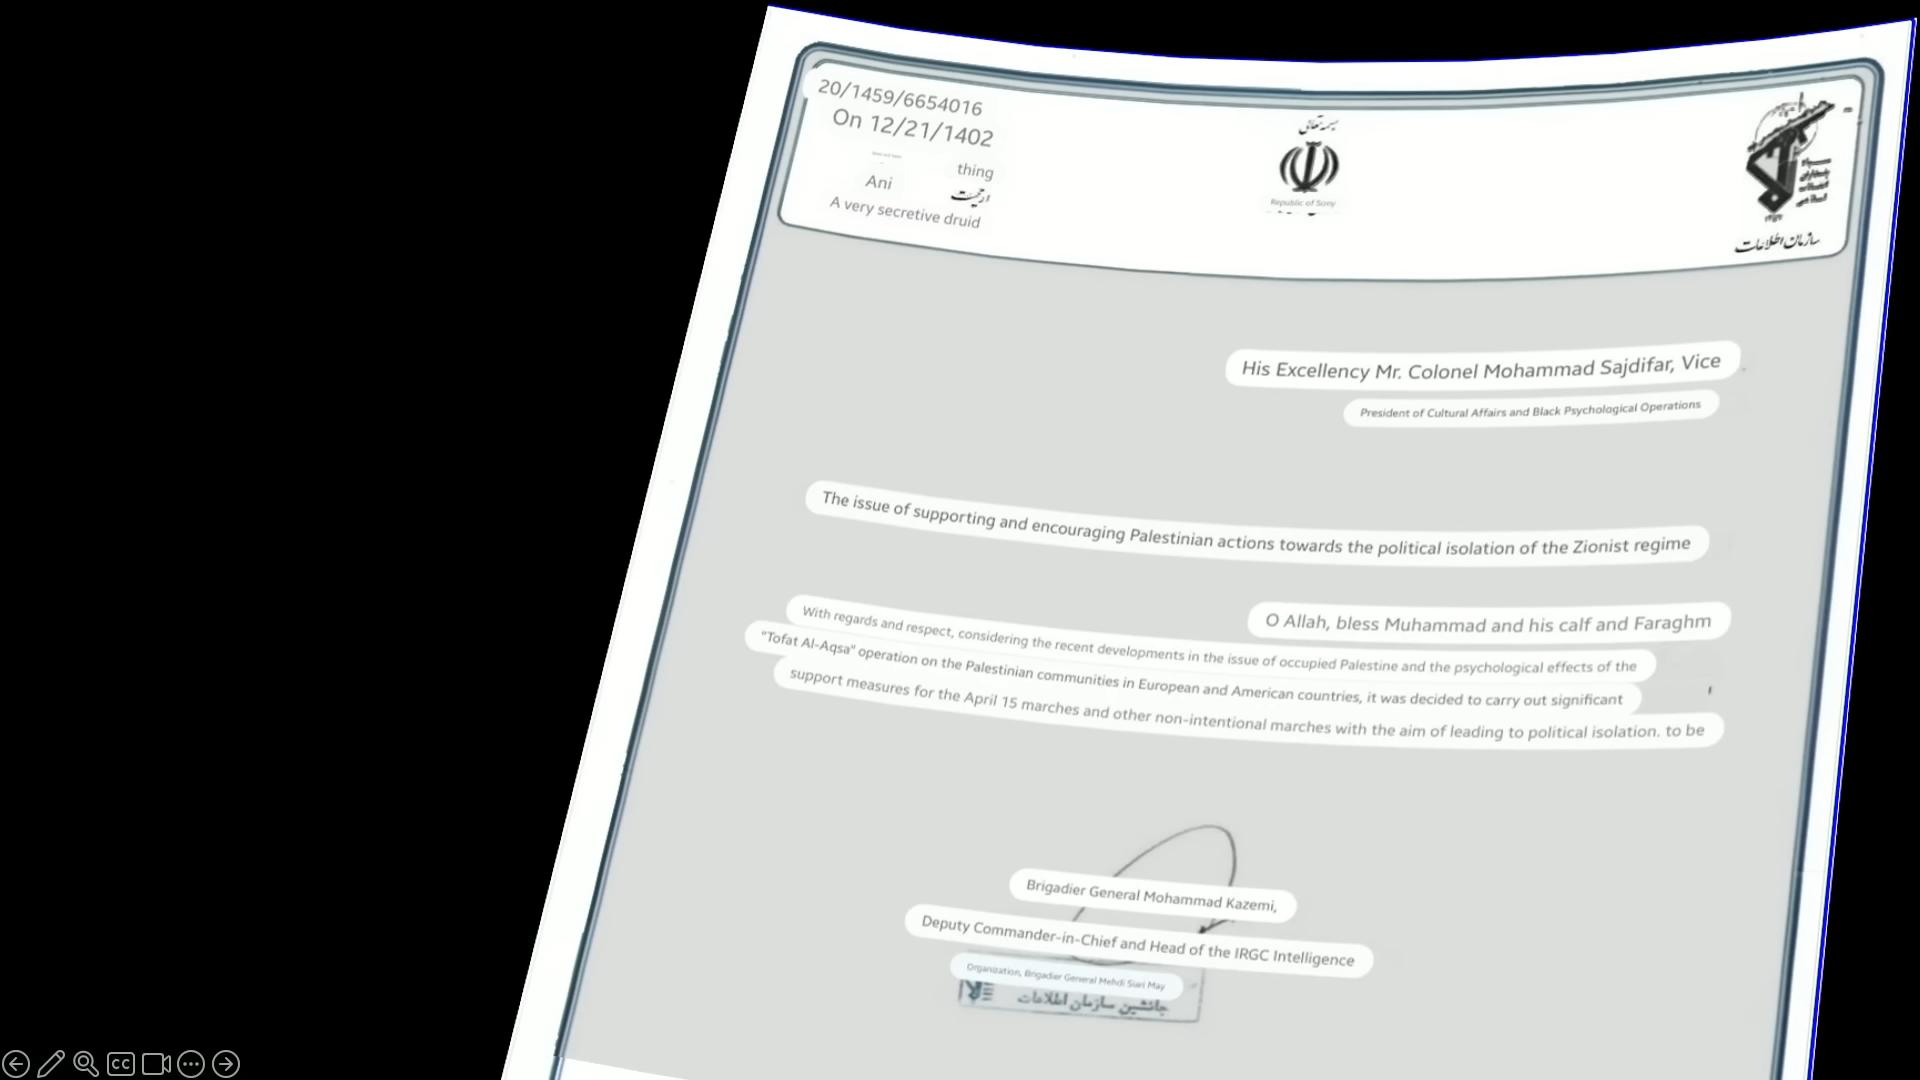 20/1459/6654016
On 12/21/1402
thing
Ani
A very secretive druid
بسمه تعالی
Republic of Sony
سپاه
پاسداران
انقلاب
اسلامی
سازمان اطلاعات
His Excellency Mr. Colonel Mohammad Sajdifar, Vice
President of Cultural Affairs and Black Psychological Operations
The issue of supporting and encouraging Palestinian actions towards the political isolation of the Zionist regime
O Allah, bless Muhammad and his calf and Faraghm
With regards and respect, considering the recent developments in the issue of occupied Palestine and the psychological effects of the
"Tofat Al-Aqsa" operation on the Palestinian communities in European and American countries, it was decided to carry out significant
support measures for the April 15 marches and other non-intentional marches with the aim of leading to political isolation. to be
Brigadier General Mohammad Kazemi,
Deputy Commander-in-Chief and Head of the IRGC Intelligence
Organization, Brigadier General Mehdi Siari May
جانشین سازمان اطلاعات
CC